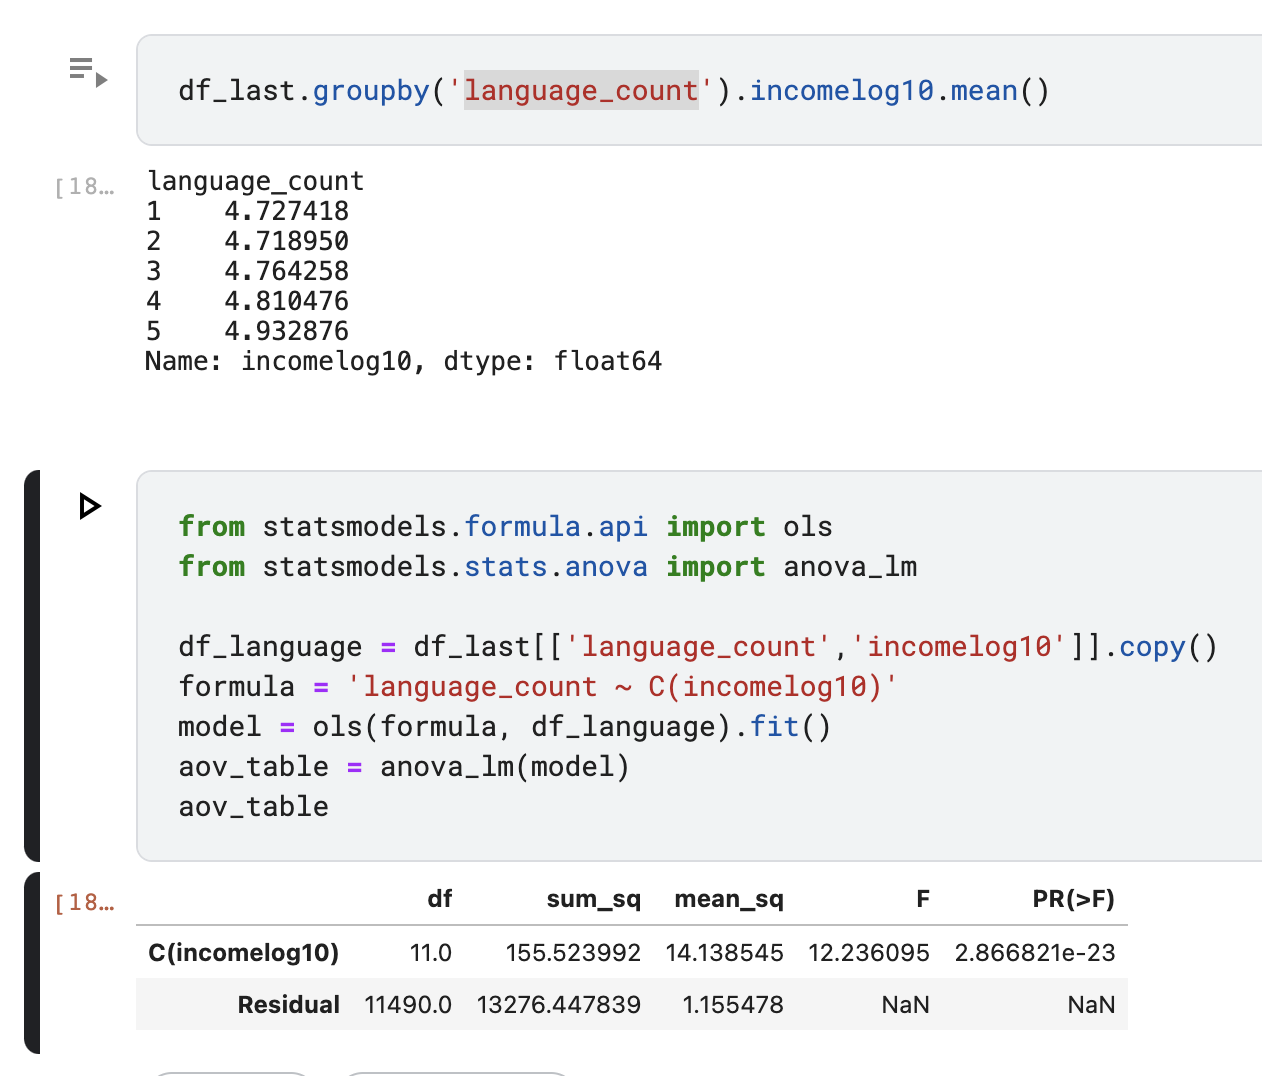 df_last.groupby('language_count').incomelog10.mean()
[18…
language_count
1    4.727418
2    4.718950
3    4.764258
4    4.810476
5    4.932876
Name: incomelog10, dtype: float64
from statsmodels.formula.api import ols
from statsmodels.stats.anova import anova_lm
df_language = df_last[['language_count','incomelog10']].copy()
formula = 'language_count ~ C(incomelog10)'
model = ols(formula, df_language).fit()
aov_table = anova_lm(model)
aov_table
[18…
df sum_sq mean_sq F PR(>F)
C(incomelog10) 11.0 155.523992 14.138545 12.236095 2.866821e-23
Residual 11490.0 13276.447839 1.155478 NaN NaN